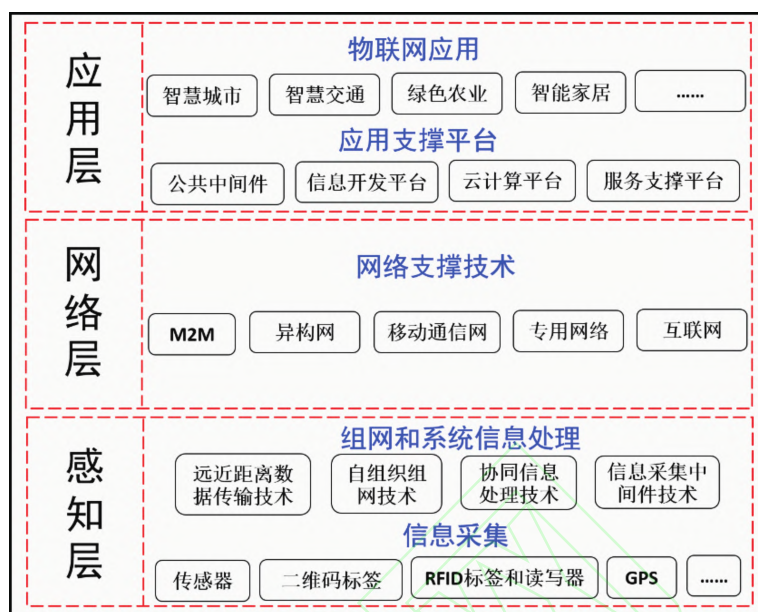 应用层
物联网应用
智慧城市 智慧交通 绿色农业 智能家居 ......
应用支撑平台
公共中间件 信息开发平台 云计算平台 服务支撑平台
网络层
网络支撑技术
M2M 异构网 移动通信网 专用网络 互联网
感知层
组网和系统信息处理
远近距离数据传输技术 自组织组网技术 协同信息处理技术 信息采集中间件技术
信息采集
传感器 二维码标签 RFID标签和读写器 GPS ......